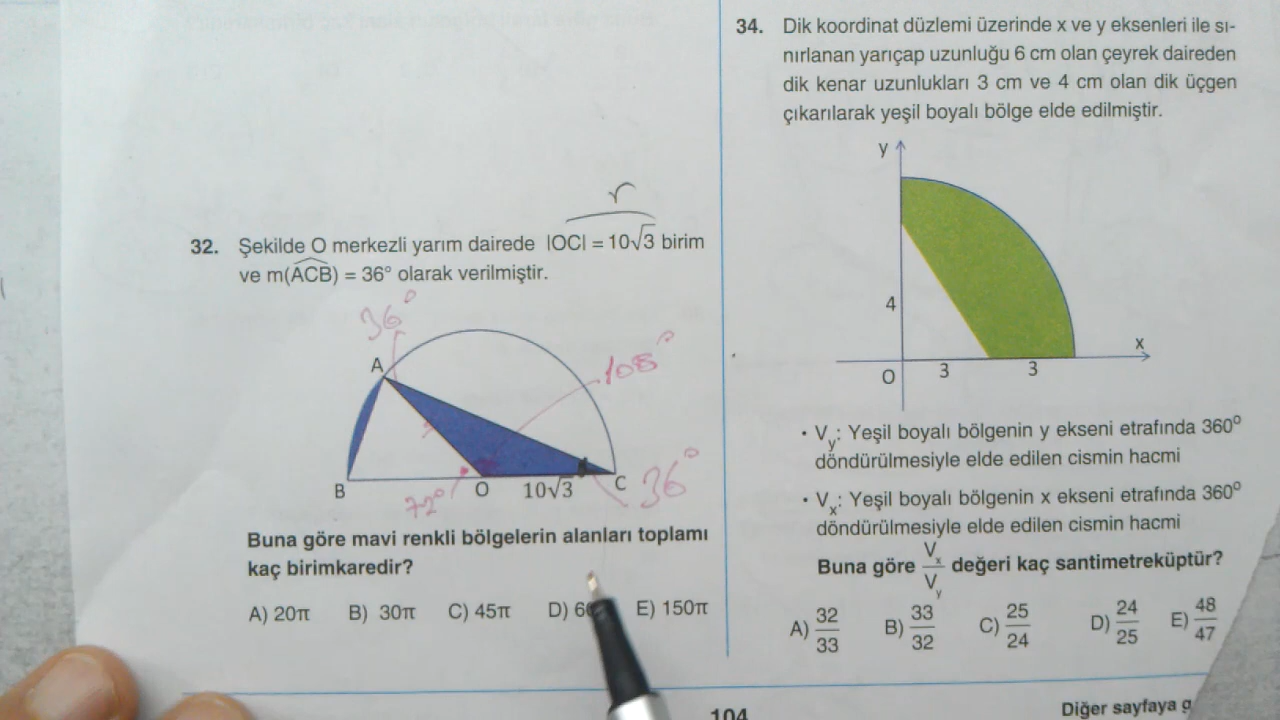 32. Şekilde O merkezli yarım dairede |OC| = 10√3 birim
ve m(ACB) = 36° olarak verilmiştir.
r
36°
108°
A
B
O
10√3
C
72°
36°
Buna göre mavi renkli bölgelerin alanları toplamı
kaç birimkaredir?
A) 20π B) 30π C) 45π D) E) 150π
34. Dik koordinat düzlemi üzerinde x ve y eksenleri ile sı-
nırlanan yarıçap uzunluğu 6 cm olan çeyrek daireden
dik kenar uzunlukları 3 cm ve 4 cm olan dik üçgen
çıkarılarak yeşil boyalı bölge elde edilmiştir.
y
4
x
O
3
3
• Vy: Yeşil boyalı bölgenin y ekseni etrafında 360°
döndürülmesiyle elde edilen cismin hacmi
• Vx: Yeşil boyalı bölgenin x ekseni etrafında 360°
döndürülmesiyle elde edilen cismin hacmi
Buna göre Vx/Vy değeri kaç santimetreküptür?
A) 32/33 B) 33/32 C) 25/24 D) 24/25 E) 48/47
104
Diğer sayfaya